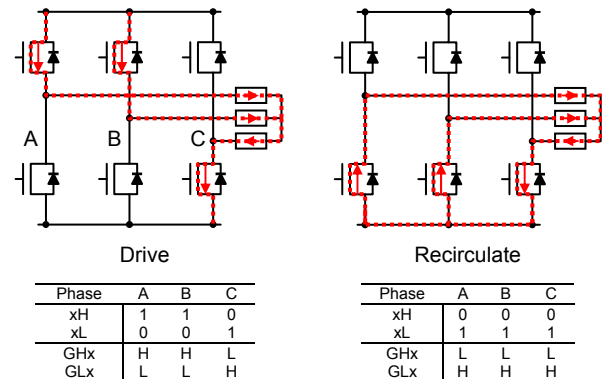 A B C
Drive
Recirculate
Phase A B C
xH 1 1 0
xL 0 0 1
GHx H H L
GLx L L H
Phase A B C
xH 0 0 0
xL 1 1 1
GHx L L L
GLx H H H